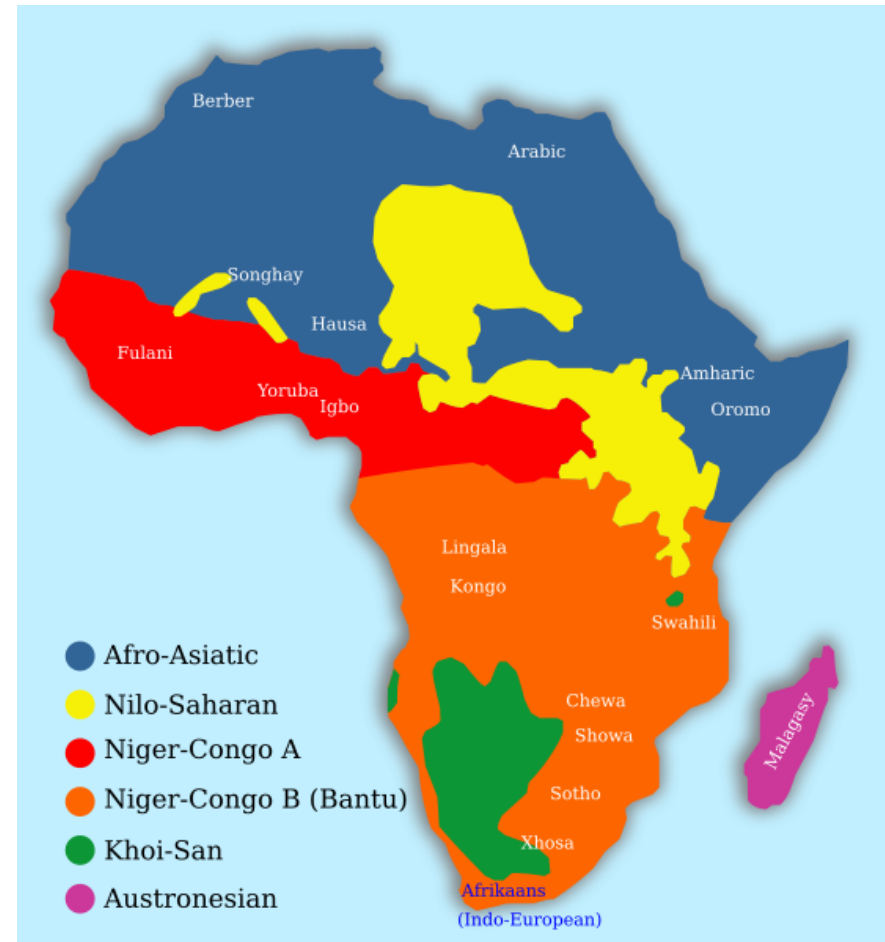 Berber
Arabic
Songhay
Hausa
Fulani
Amharic
Yoruba
Igbo
Oromo
Lingala
Kongo
Swahili
Chewa
Showa
Malagasy
Sotho
Xhosa
Afrikaans
(Indo-European)
Afro-Asiatic
Nilo-Saharan
Niger-Congo A
Niger-Congo B (Bantu)
Khoi-San
Austronesian